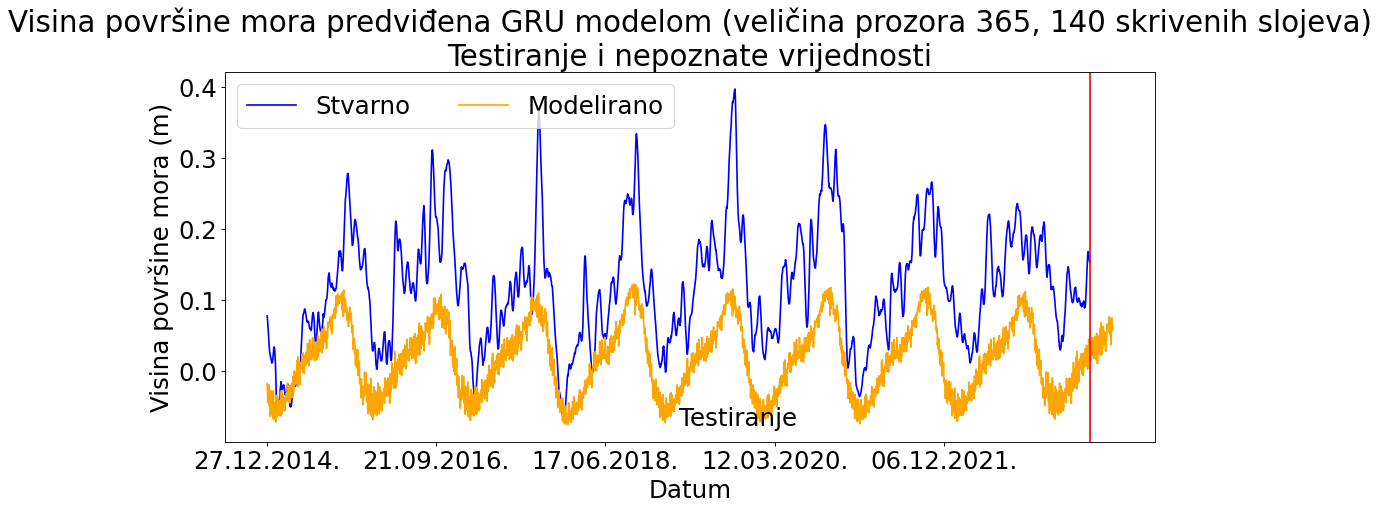 Visina površine mora predviđena GRU modelom (veličina prozora 365, 140 skrivenih slojeva)
Testiranje i nepoznate vrijednosti
Stvarno Modelirano
Visina površine mora (m)
0.4
0.3
0.2
0.1
0.0
Testiranje
27.12.2014. 21.09.2016. 17.06.2018. 12.03.2020. 06.12.2021.
Datum